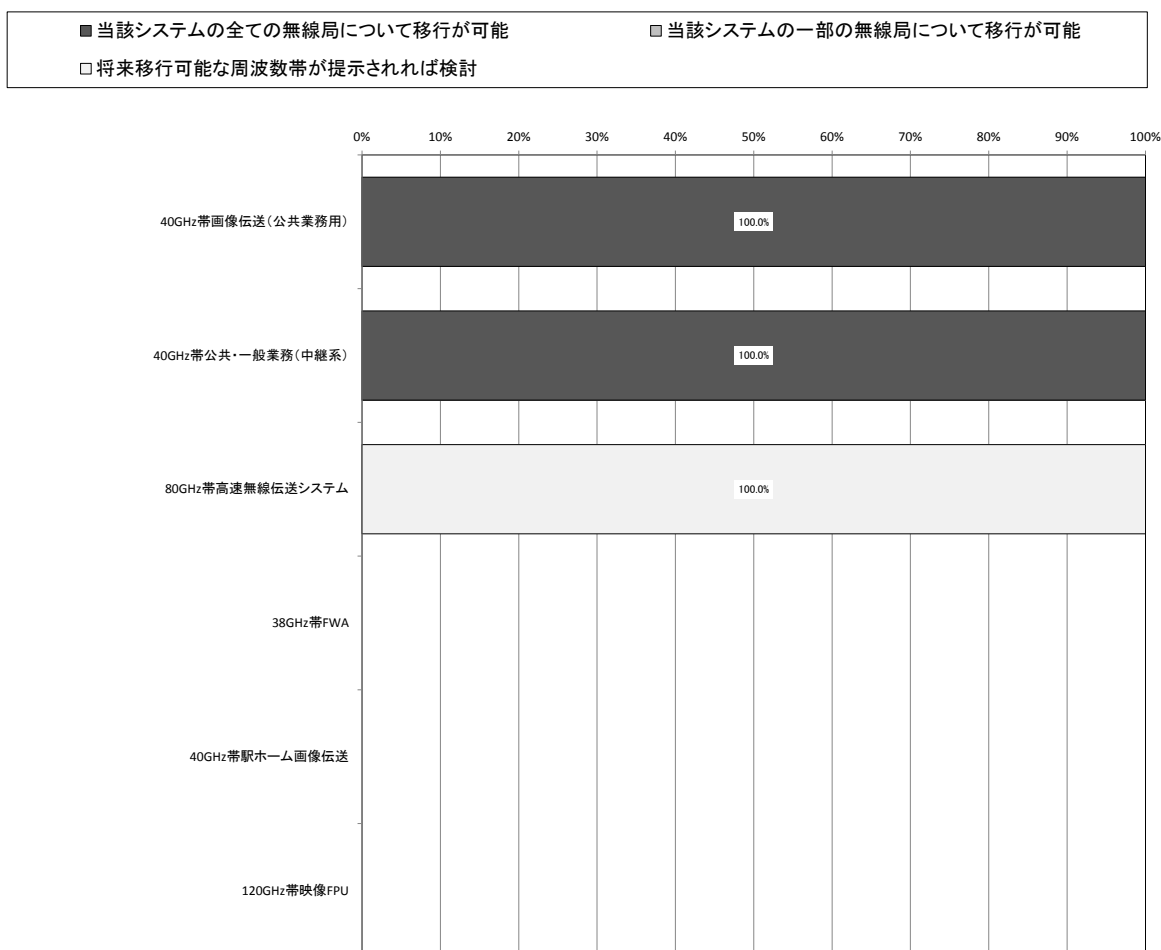 ■当該システムの全ての無線局について移行が可能
■当該システムの一部の無線局について移行が可能
□将来移行可能な周波数帯が提示されれば検討
0% 10% 20% 30% 40% 50% 60% 70% 80% 90% 100%
40GHz帯画像伝送(公共業務用)
100.0%
40GHz帯公共・一般業務(中継系)
100.0%
80GHz帯高速無線伝送システム
100.0%
38GHz帯FWA
40GHz帯駅ホーム画像伝送
120GHz帯映像FPU